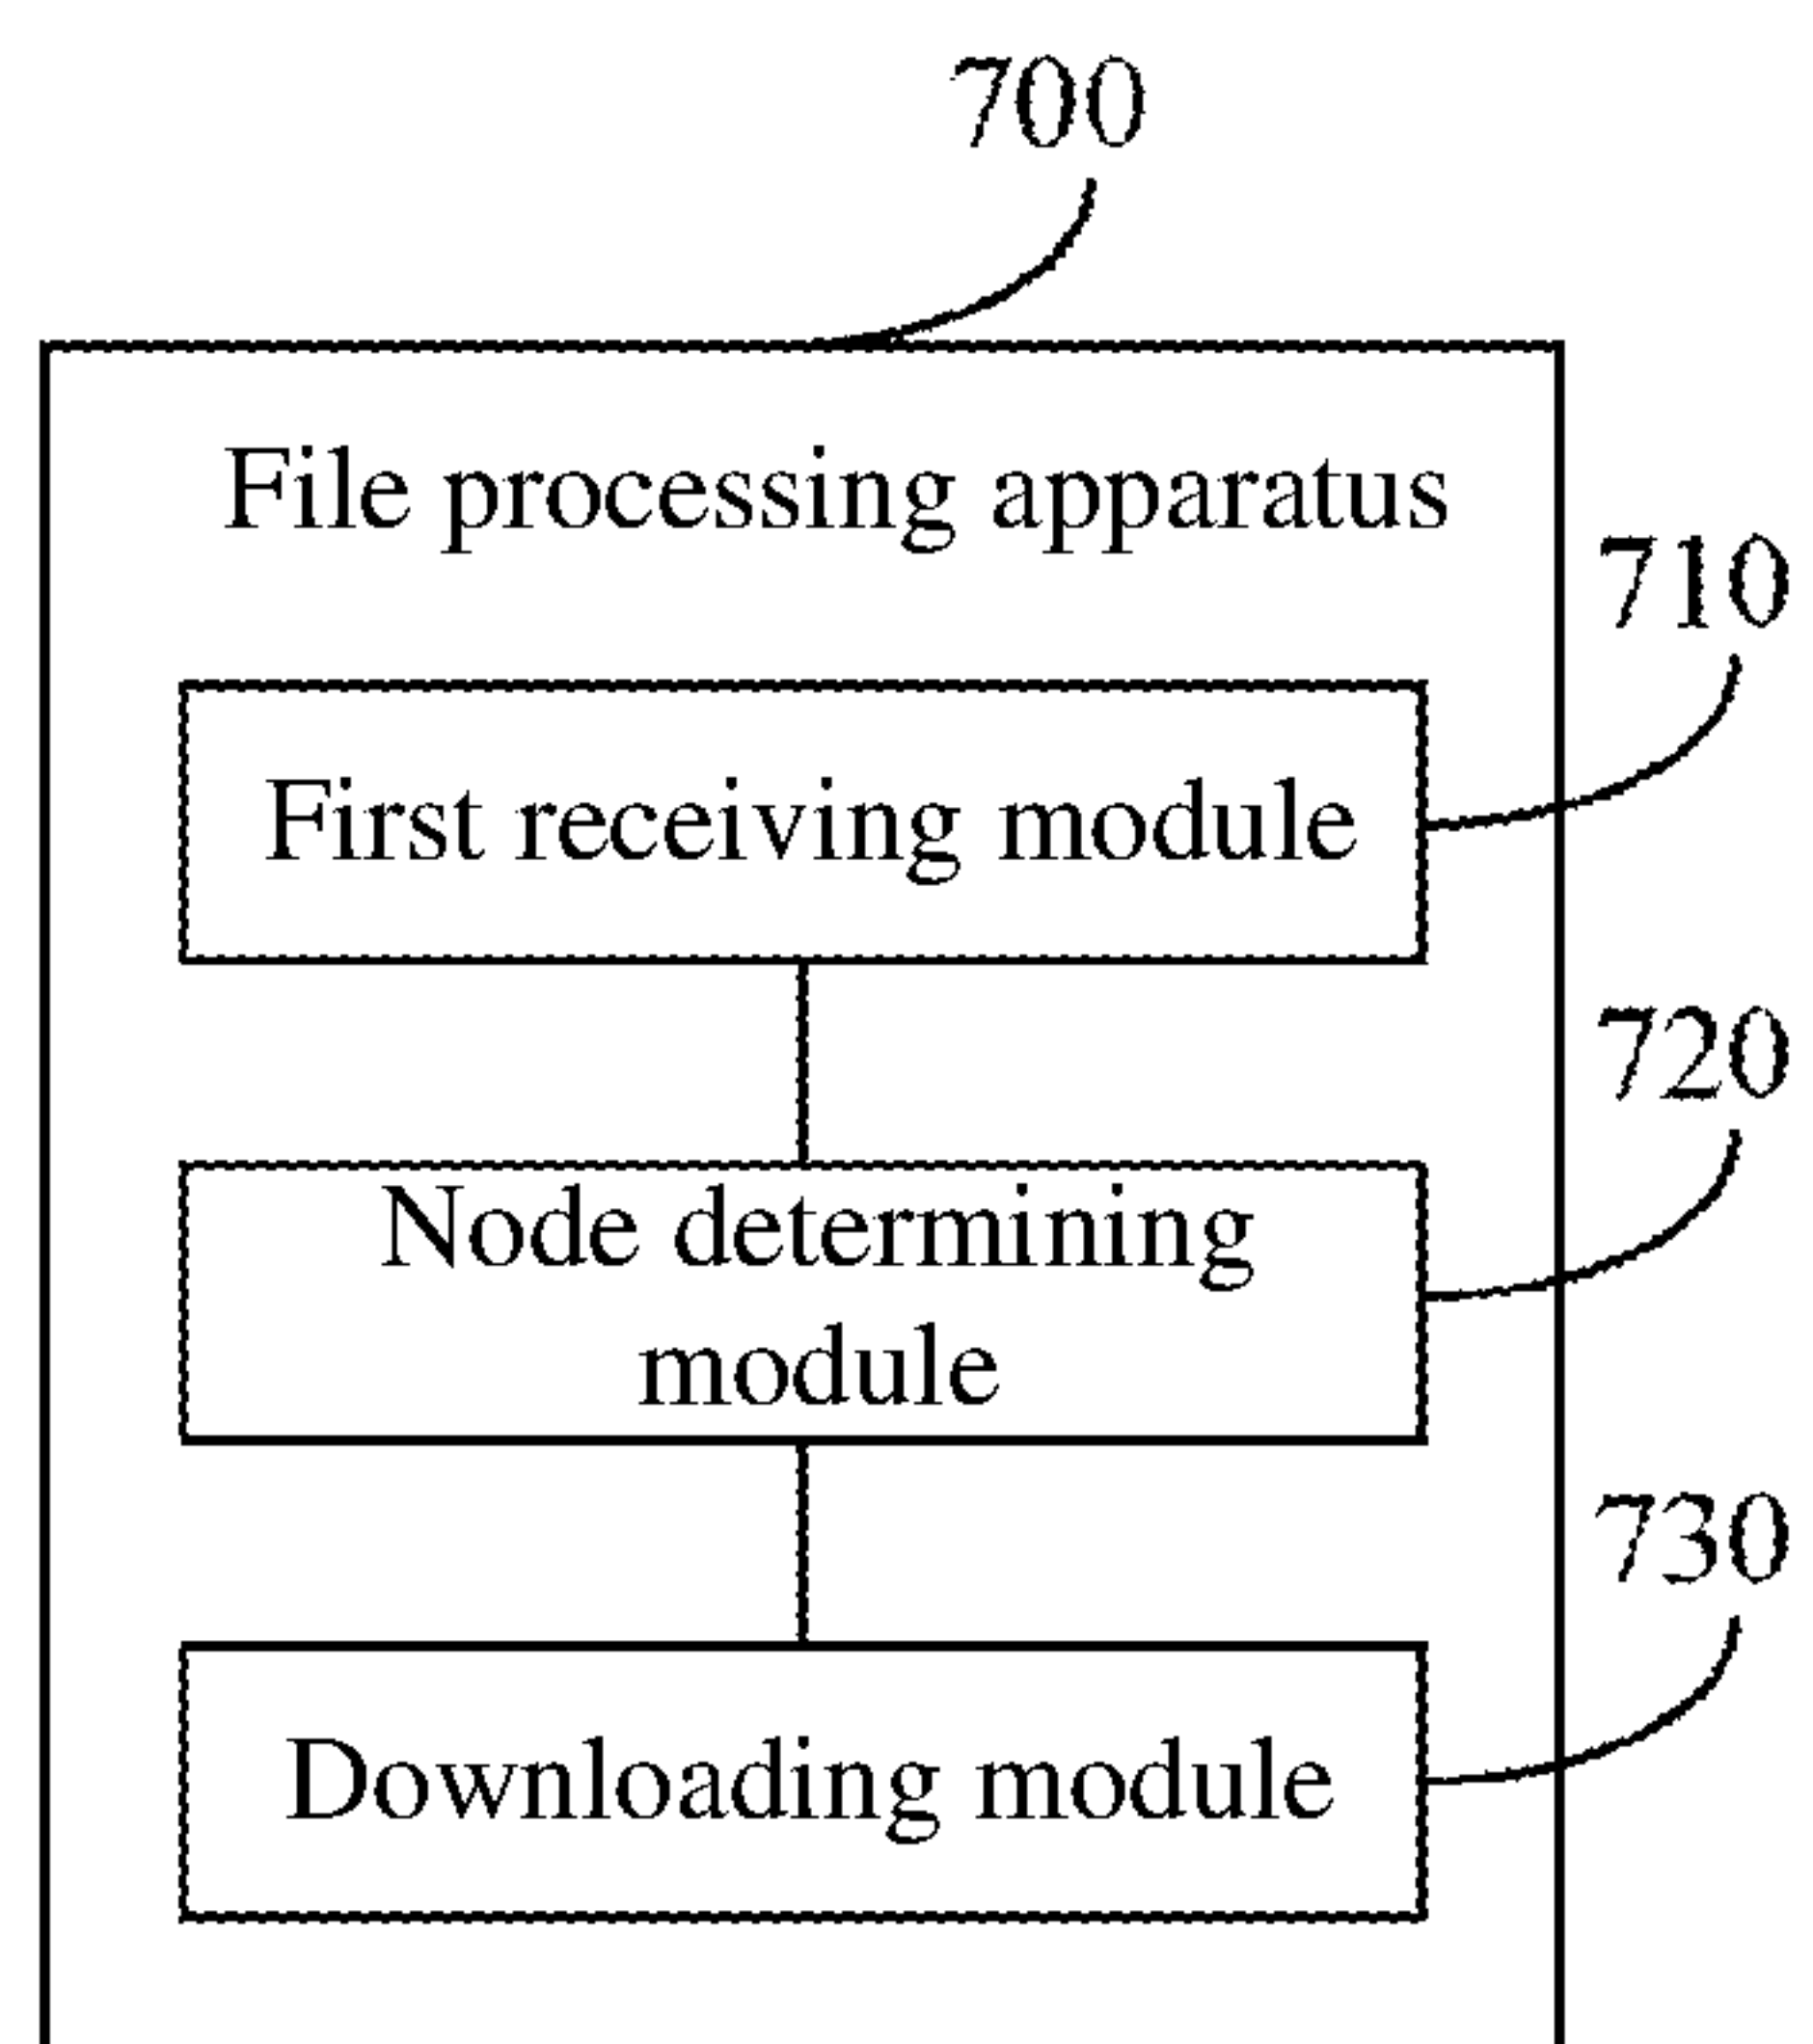 700
File processing apparatus
710
First receiving module
720
Node determining
module
730
Downloading module